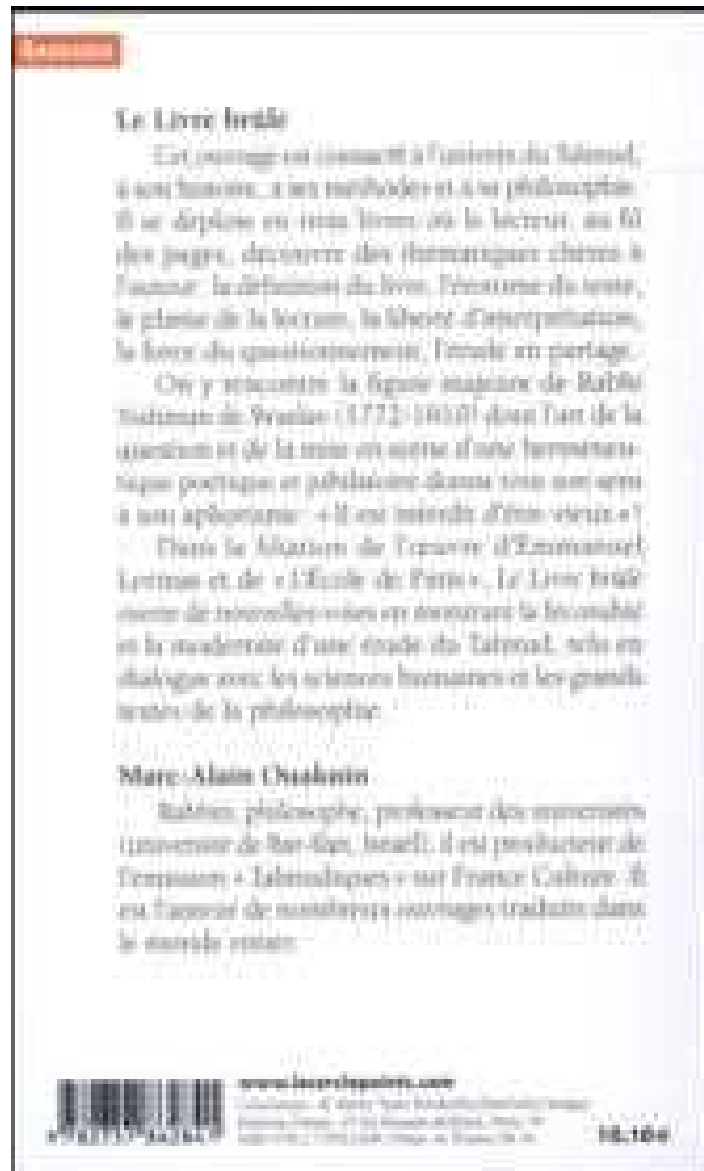 Le Livre brûlé
Cet ouvrage est consacré à l'univers du Talmud,
à son histoire, à ses méthodes et à sa philosophie.
Il se déploie en trois livres où le lecteur, au fil
des pages, découvre des thématiques chères à
l'auteur : la définition du livre, l'érotisme du texte,
le plaisir de la lecture, la liberté d'interprétation,
la force du questionnement, l'étude en partage.
On y rencontre la figure majeure de Rabbi
Nahman de Braslav (1772-1810) dont l'art de la
question et de la mise en scène d'une herméneu-
tique poétique et jubilatoire donne tout son sens
à son aphorisme : « Il est interdit d'être vieux » !
Dans la filiation de l'œuvre d'Emmanuel
Levinas et de « L'École de Paris », Le Livre brûlé
ouvre de nouvelles voies en montrant la fécondité
et la modernité d'une étude du Talmud, mis en
dialogue avec les sciences humaines et les grands
textes de la philosophie.
Marc-Alain Ouaknin
Rabbin, philosophe, professeur des universités
(université de Bar-Ilan, Israël), il est producteur de
l'émission « Talmudiques » sur France Culture. Il
est l'auteur de nombreux ouvrages traduits dans
le monde entier.